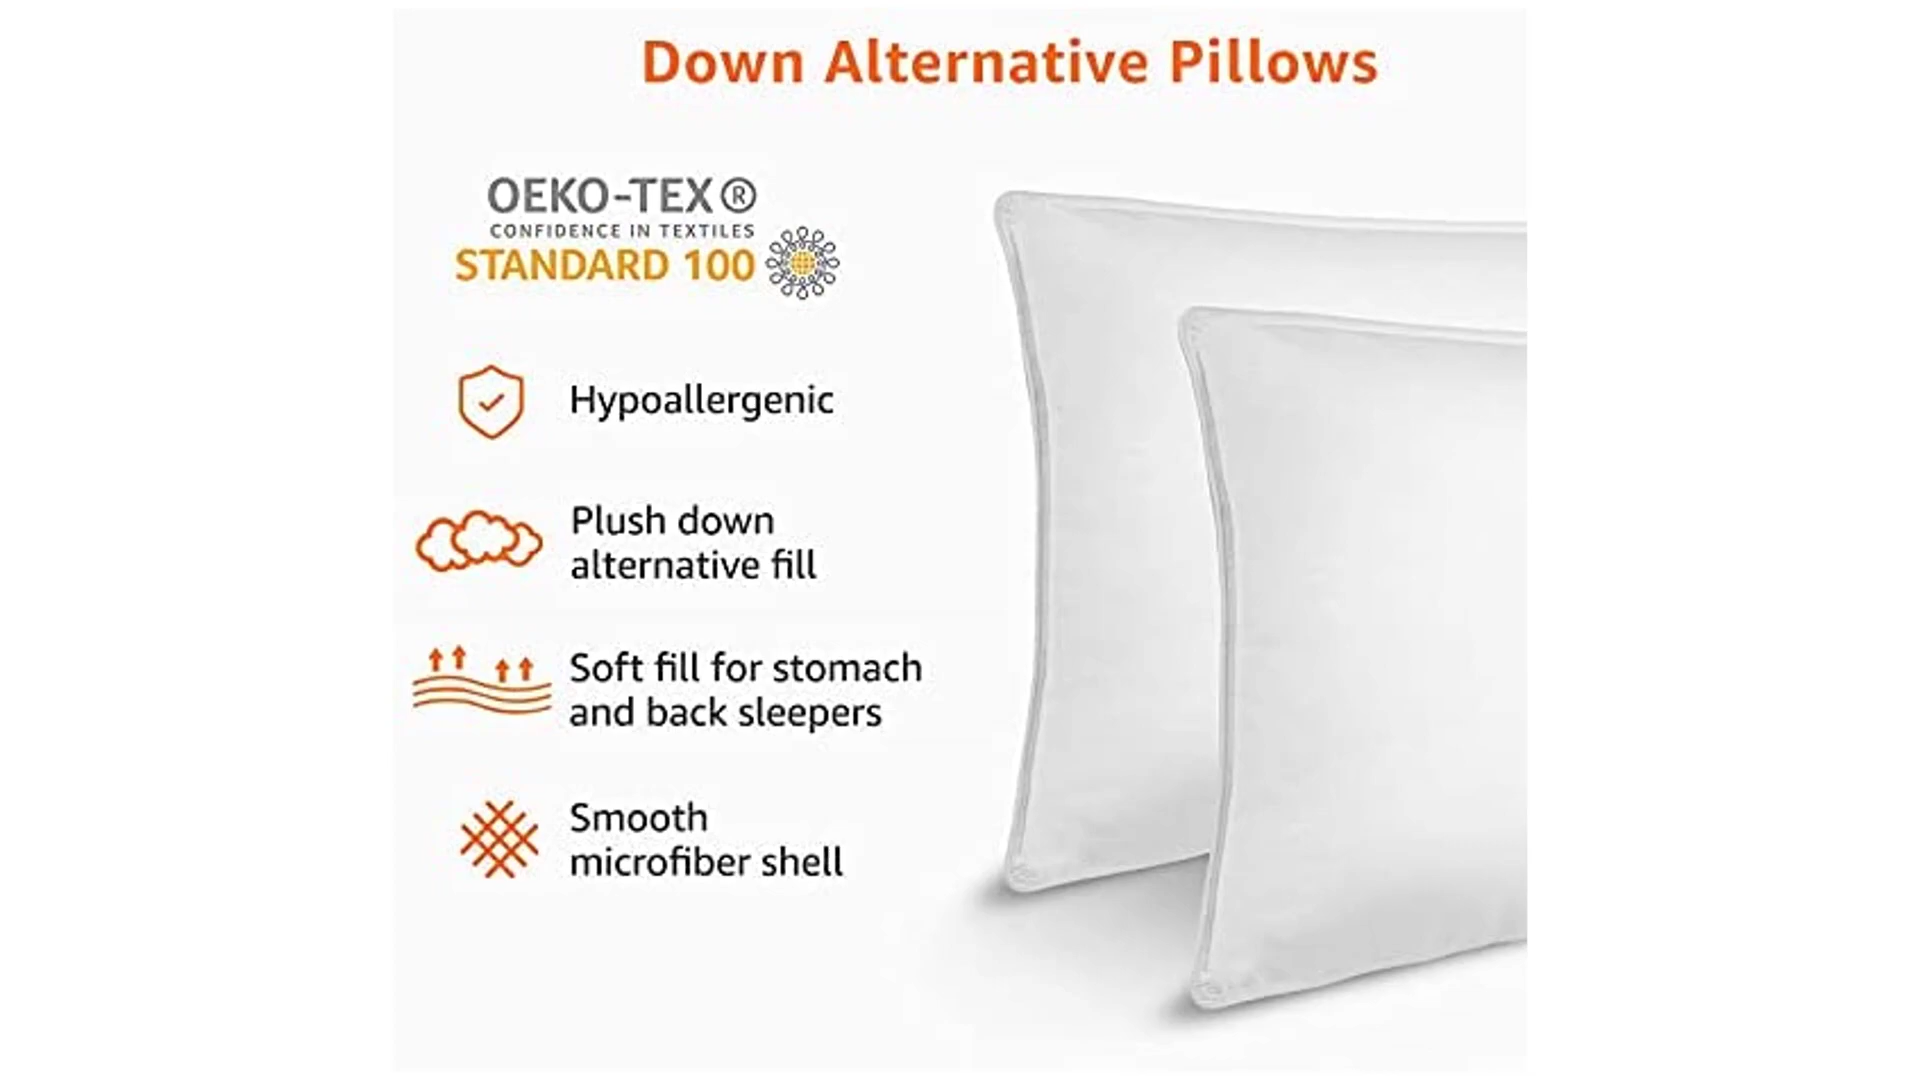 Down Alternative Pillows
OEKO-TEX®
CONFIDENCE IN TEXTILES
STANDARD 100
Hypoallergenic
Plush down
alternative fill
Soft fill for stomach
and back sleepers
Smooth
microfiber shell